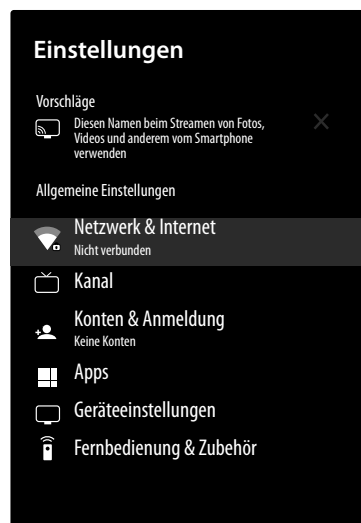 Einstellungen
Vorschläge
Diesen Namen beim Streamen von Fotos,
Videos und anderem vom Smartphone
verwenden
Allgemeine Einstellungen
Netzwerk & Internet
Nicht verbunden
Kanal
Konten & Anmeldung
Keine Konten
Apps
Geräteeinstellungen
Fernbedienung & Zubehör